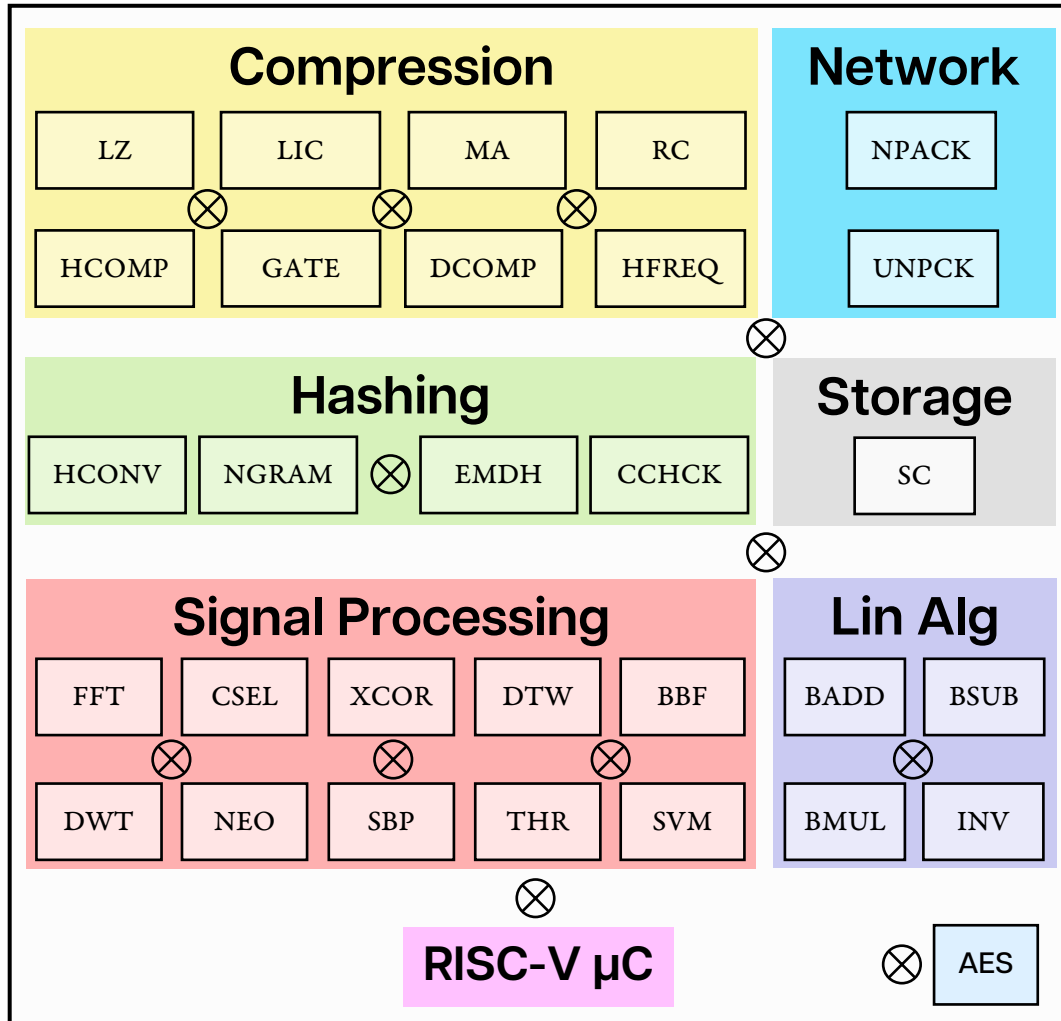 Compression
LZ LIC MA RC
HCOMP GATE DCOMP HFREQ
Network
NPACK
UNPCK
Hashing
HCONV NGRAM EMDH CCHCK
Storage
SC
Signal Processing
FFT CSEL XCOR DTW BBF
DWT NEO SBP THR SVM
Lin Alg
BADD BSUB
BMUL INV
RISC-V µC
AES